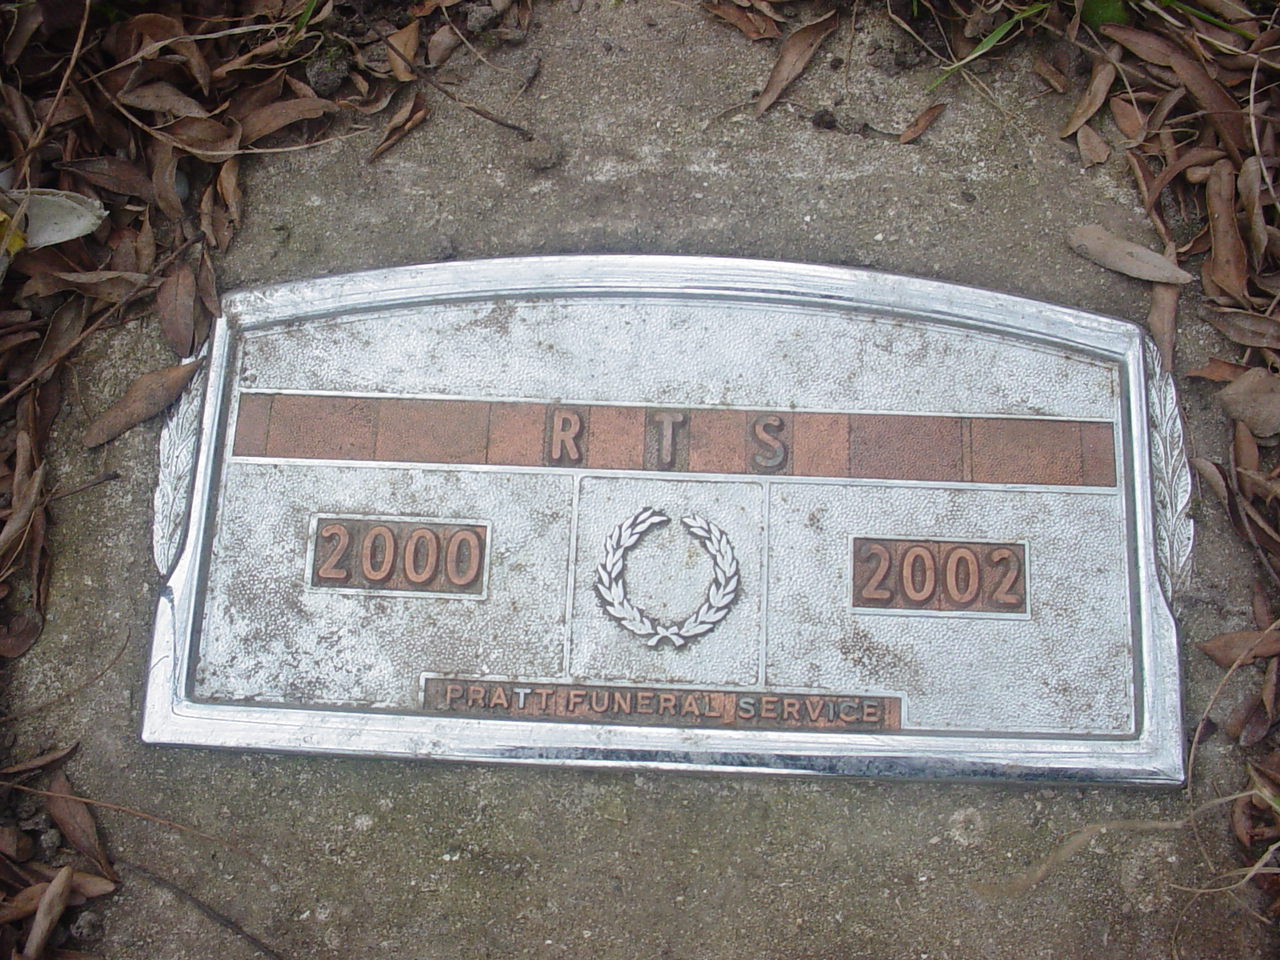 R T S
2000 2002
PRATT FUNERAL SERVICE